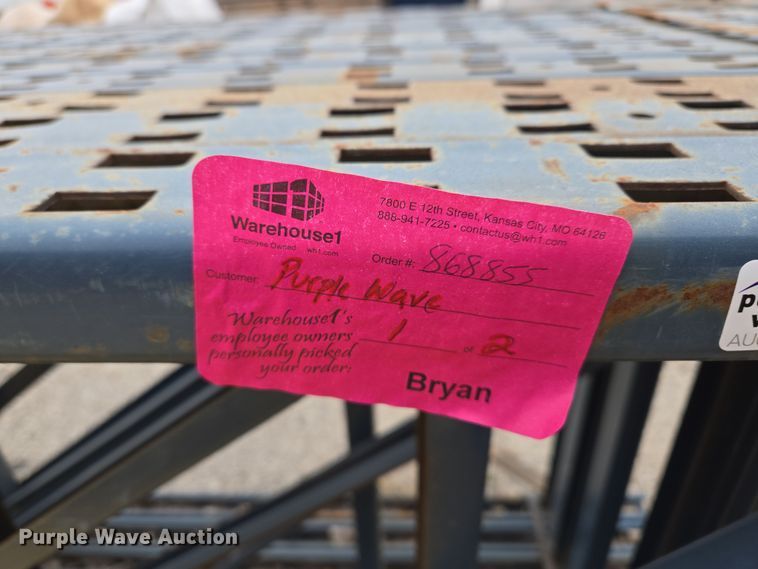 Warehouse1
Employee Owned wh1.com
7800 E 12th Street, Kansas City, MO 64126
888-941-7225 • contactus@wh1.com
Order #: 868855
Customer: Purple Wave
Warehouse1's
employee owners
personally picked
your order:
1 of 2
Bryan
Purple Wave Auction